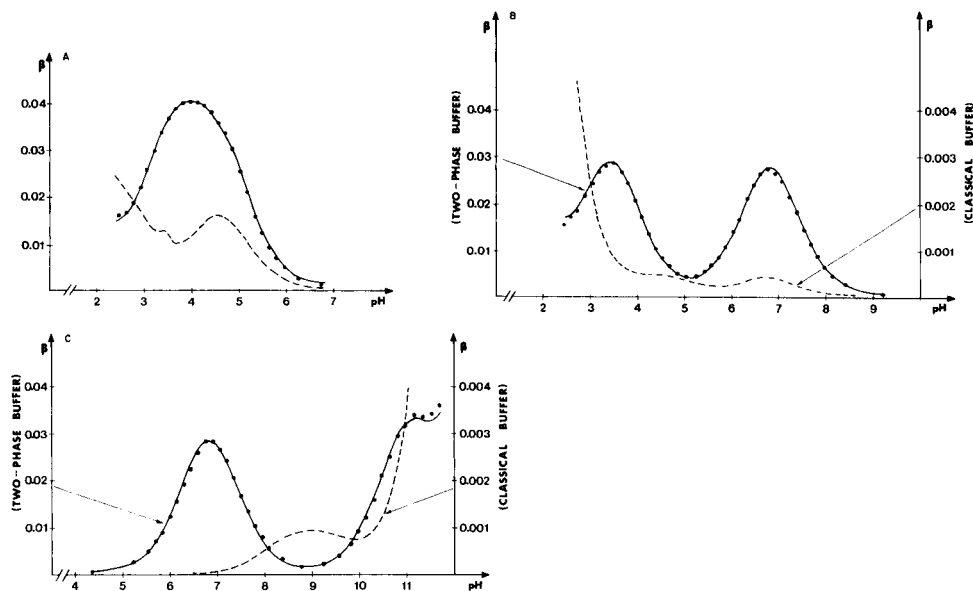 A
β
0.04
0.03
0.02
0.01
2 3 4 5 6 7
pH
B
β
β
(TWO-PHASE BUFFER)
0.04
0.03
0.02
0.01
0.004
0.003
0.002
0.001
(CLASSICAL BUFFER)
2 3 4 5 6 7 8 9
pH
C
β
β
(TWO-PHASE BUFFER)
0.04
0.03
0.02
0.01
0.004
0.003
0.002
0.001
(CLASSICAL BUFFER)
4 5 6 7 8 9 10 11
pH